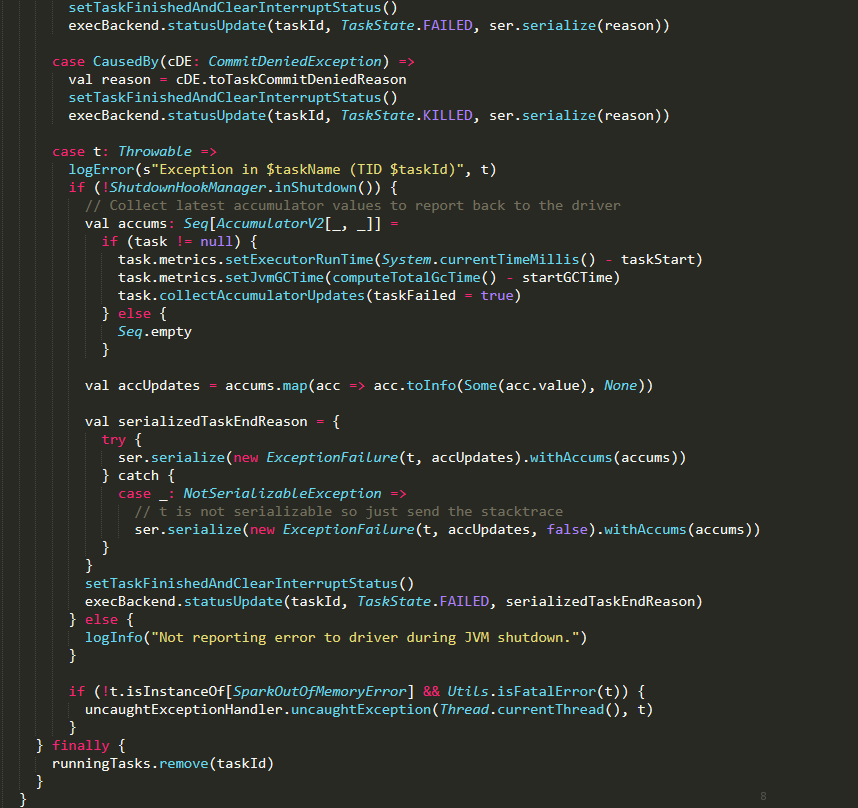 setTaskFinishedAndClearInterruptStatus()
execBackend.statusUpdate(taskId, TaskState.FAILED, ser.serialize(reason))
case CausedBy(cDE: CommitDeniedException) =>
val reason = cDE.toTaskCommitDeniedReason
setTaskFinishedAndClearInterruptStatus()
execBackend.statusUpdate(taskId, TaskState.KILLED, ser.serialize(reason))
case t: Throwable =>
logError(s"Exception in $taskName (TID $taskId)", t)
if (!ShutdownHookManager.inShutdown()) {
// Collect latest accumulator values to report back to the driver
val accums: Seq[AccumulatorV2[_, _]] =
if (task != null) {
task.metrics.setExecutorRunTime(System.currentTimeMillis() - taskStart)
task.metrics.setJvmGCTime(computeTotalGcTime() - startGCTime)
task.collectAccumulatorUpdates(taskFailed = true)
} else {
Seq.empty
}
val accUpdates = accums.map(acc => acc.toInfo(Some(acc.value), None))
val serializedTaskEndReason = {
try {
ser.serialize(new ExceptionFailure(t, accUpdates).withAccums(accums))
} catch {
case _: NotSerializableException =>
// t is not serializable so just send the stacktrace
ser.serialize(new ExceptionFailure(t, accUpdates, false).withAccums(accums))
}
}
setTaskFinishedAndClearInterruptStatus()
execBackend.statusUpdate(taskId, TaskState.FAILED, serializedTaskEndReason)
} else {
logInfo("Not reporting error to driver during JVM shutdown.")
}
if (!t.isInstanceOf[SparkOutOfMemoryError] && Utils.isFatalError(t)) {
uncaughtExceptionHandler.uncaughtException(Thread.currentThread(), t)
}
} finally {
runningTasks.remove(taskId)
}
}
8